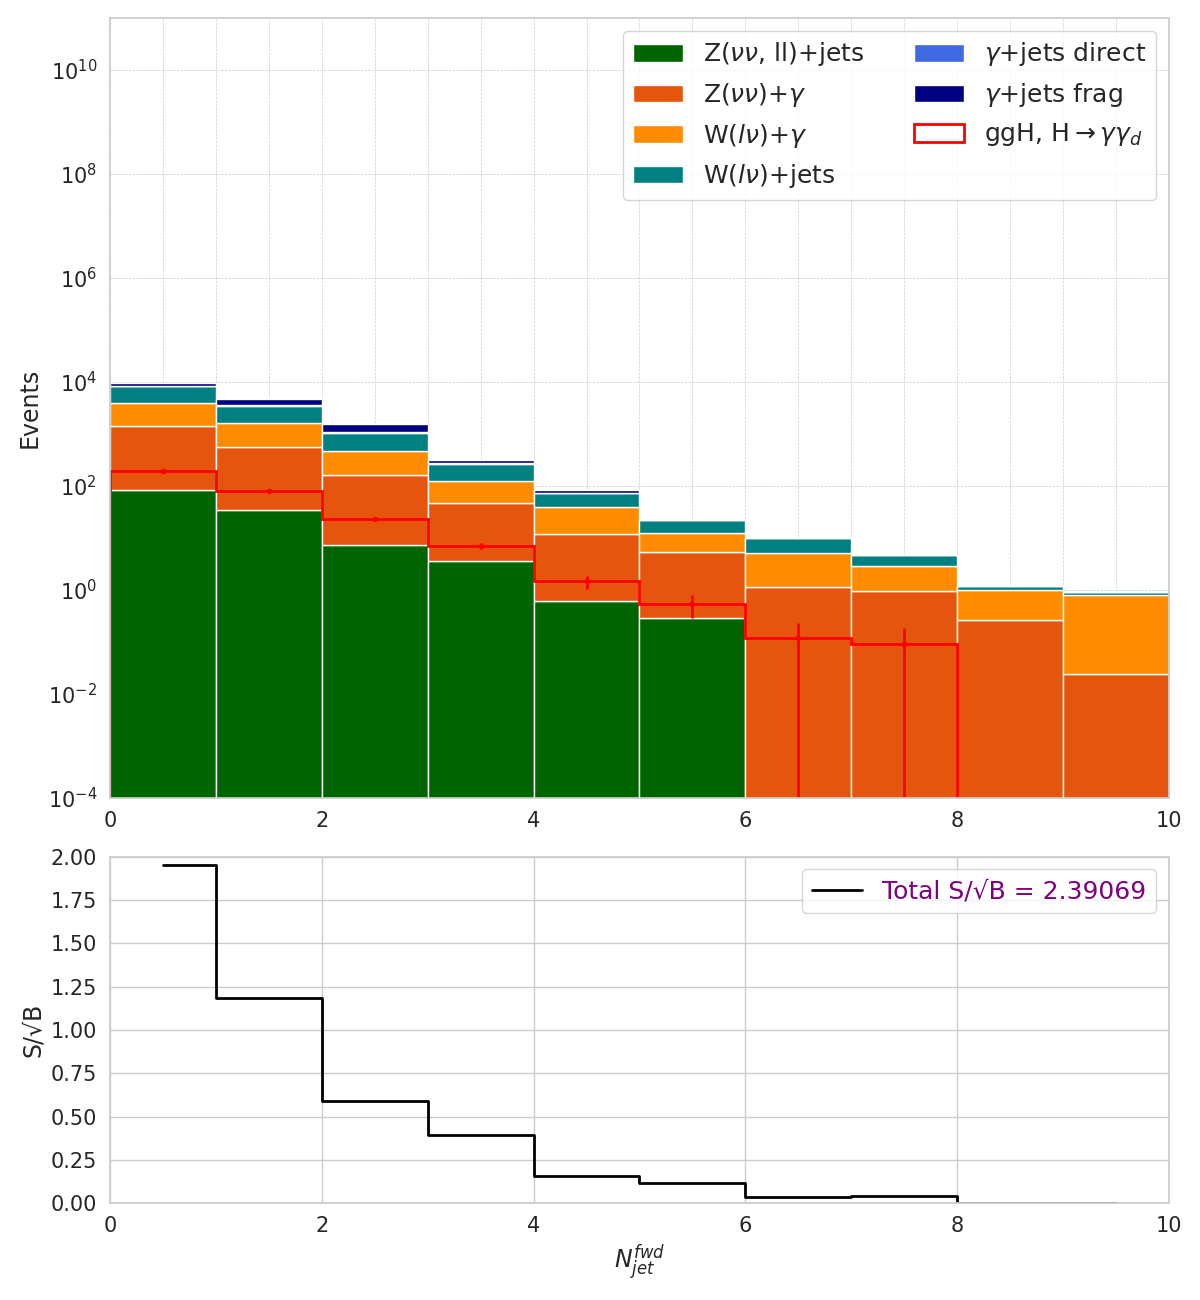 Z(νν, ll)+jets
Z(νν)+γ
W(lν)+γ
W(lν)+jets
γ+jets direct
γ+jets frag
ggH, H→γγ_d
10^10
10^8
10^6
10^4
10^2
10^0
10^−2
10^−4
Events
0 2 4 6 8 10
Total S/√B = 2.39069
2.00
1.75
1.50
1.25
1.00
0.75
0.50
0.25
0.00
S/√B
0 2 4 6 8 10
N_jet^fwd